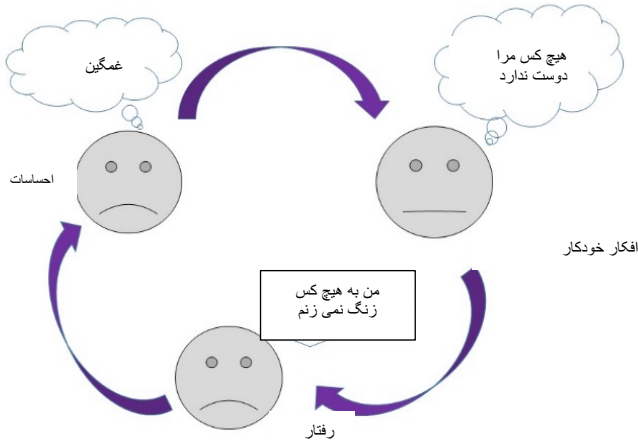 هیچ کس مرا
دوست ندارد
غمگین
احساسات
افکار خودکار
من به هیچ کس
زنگ نمی زنم
رفتار